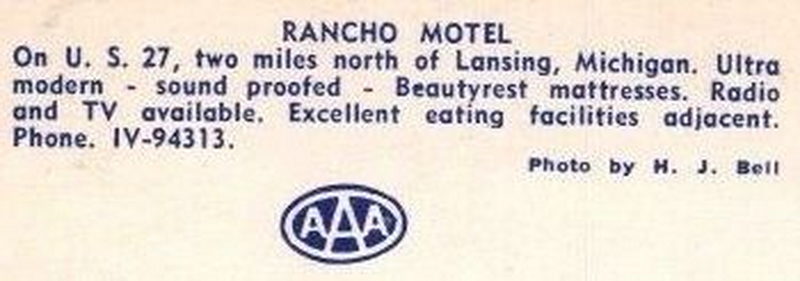 RANCHO MOTEL
On U. S. 27, two miles north of Lansing, Michigan. Ultra
modern - sound proofed - Beautyrest mattresses. Radio
and TV available. Excellent eating facilities adjacent.
Phone. IV-94313.
Photo by H. J. Bell
AAA